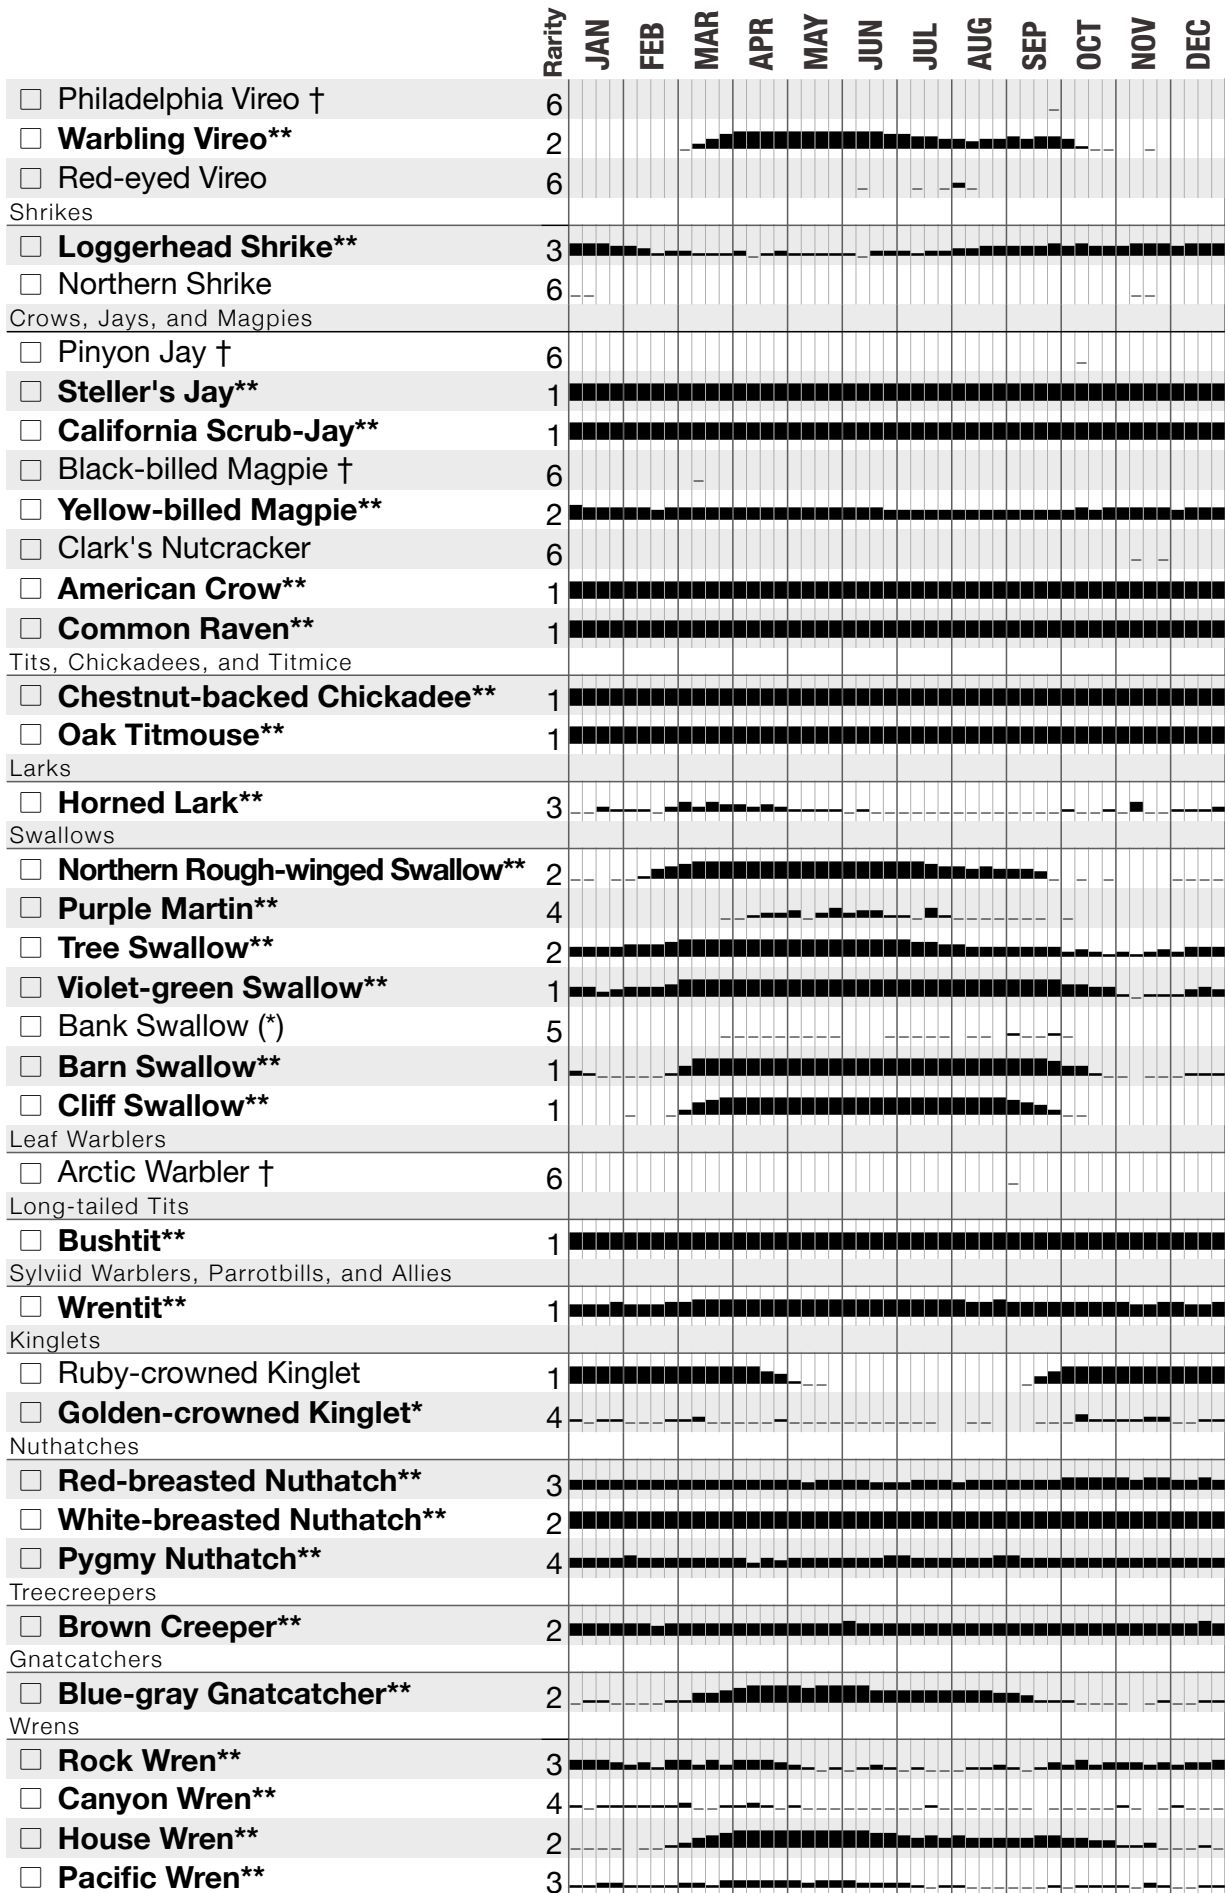 Rarity JAN FEB MAR APR MAY JUN JUL AUG SEP OCT NOV DEC
Philadelphia Vireo † 6
Warbling Vireo** 2
Red-eyed Vireo 6
Shrikes
Loggerhead Shrike** 3
Northern Shrike 6
Crows, Jays, and Magpies
Pinyon Jay † 6
Steller's Jay** 1
California Scrub-Jay** 1
Black-billed Magpie † 6
Yellow-billed Magpie** 2
Clark's Nutcracker 6
American Crow** 1
Common Raven** 1
Tits, Chickadees, and Titmice
Chestnut-backed Chickadee** 1
Oak Titmouse** 1
Larks
Horned Lark** 3
Swallows
Northern Rough-winged Swallow** 2
Purple Martin** 4
Tree Swallow** 2
Violet-green Swallow** 1
Bank Swallow (*) 5
Barn Swallow** 1
Cliff Swallow** 1
Leaf Warblers
Arctic Warbler † 6
Long-tailed Tits
Bushtit** 1
Sylviid Warblers, Parrotbills, and Allies
Wrentit** 1
Kinglets
Ruby-crowned Kinglet 1
Golden-crowned Kinglet* 4
Nuthatches
Red-breasted Nuthatch** 3
White-breasted Nuthatch** 2
Pygmy Nuthatch** 4
Treecreepers
Brown Creeper** 2
Gnatcatchers
Blue-gray Gnatcatcher** 2
Wrens
Rock Wren** 3
Canyon Wren** 4
House Wren** 2
Pacific Wren** 3